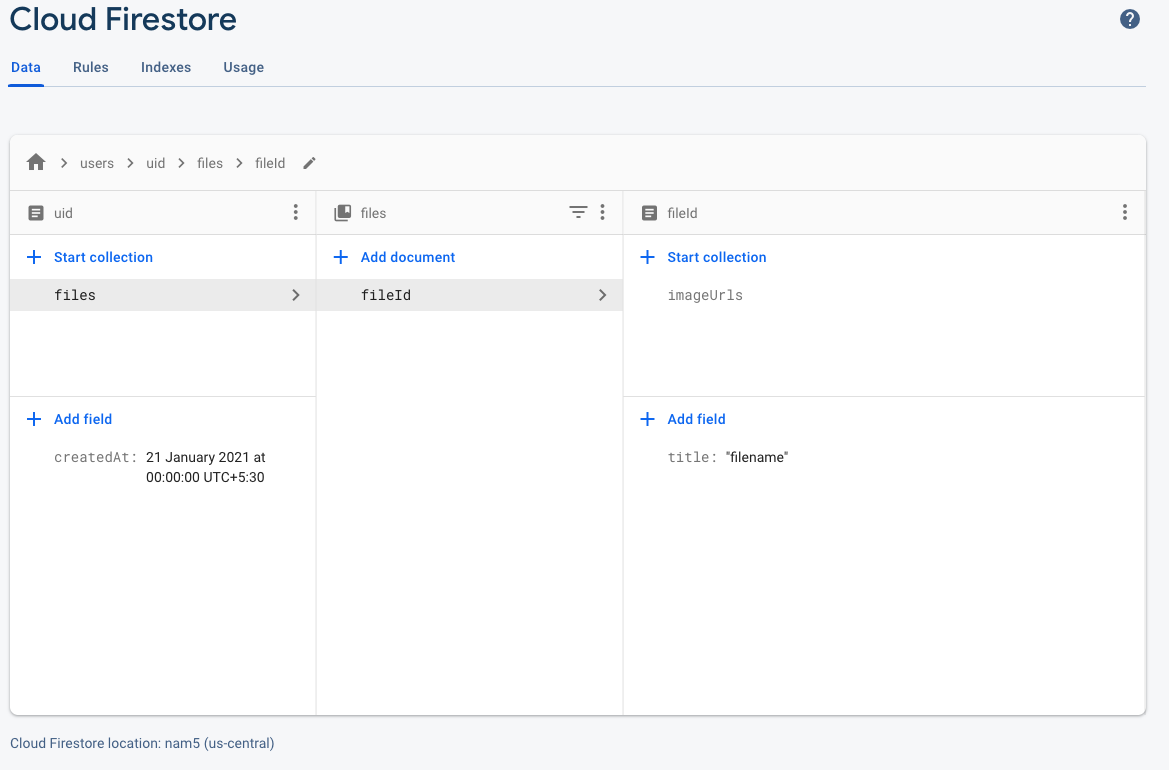 Cloud Firestore
?
Data Rules Indexes Usage
users > uid > files > fileId
uid
Start collection
files
Add field
createdAt: 21 January 2021 at
00:00:00 UTC+5:30
files
Add document
fileId
fileId
Start collection
imageUrls
Add field
title: "filename"
Cloud Firestore location: nam5 (us-central)